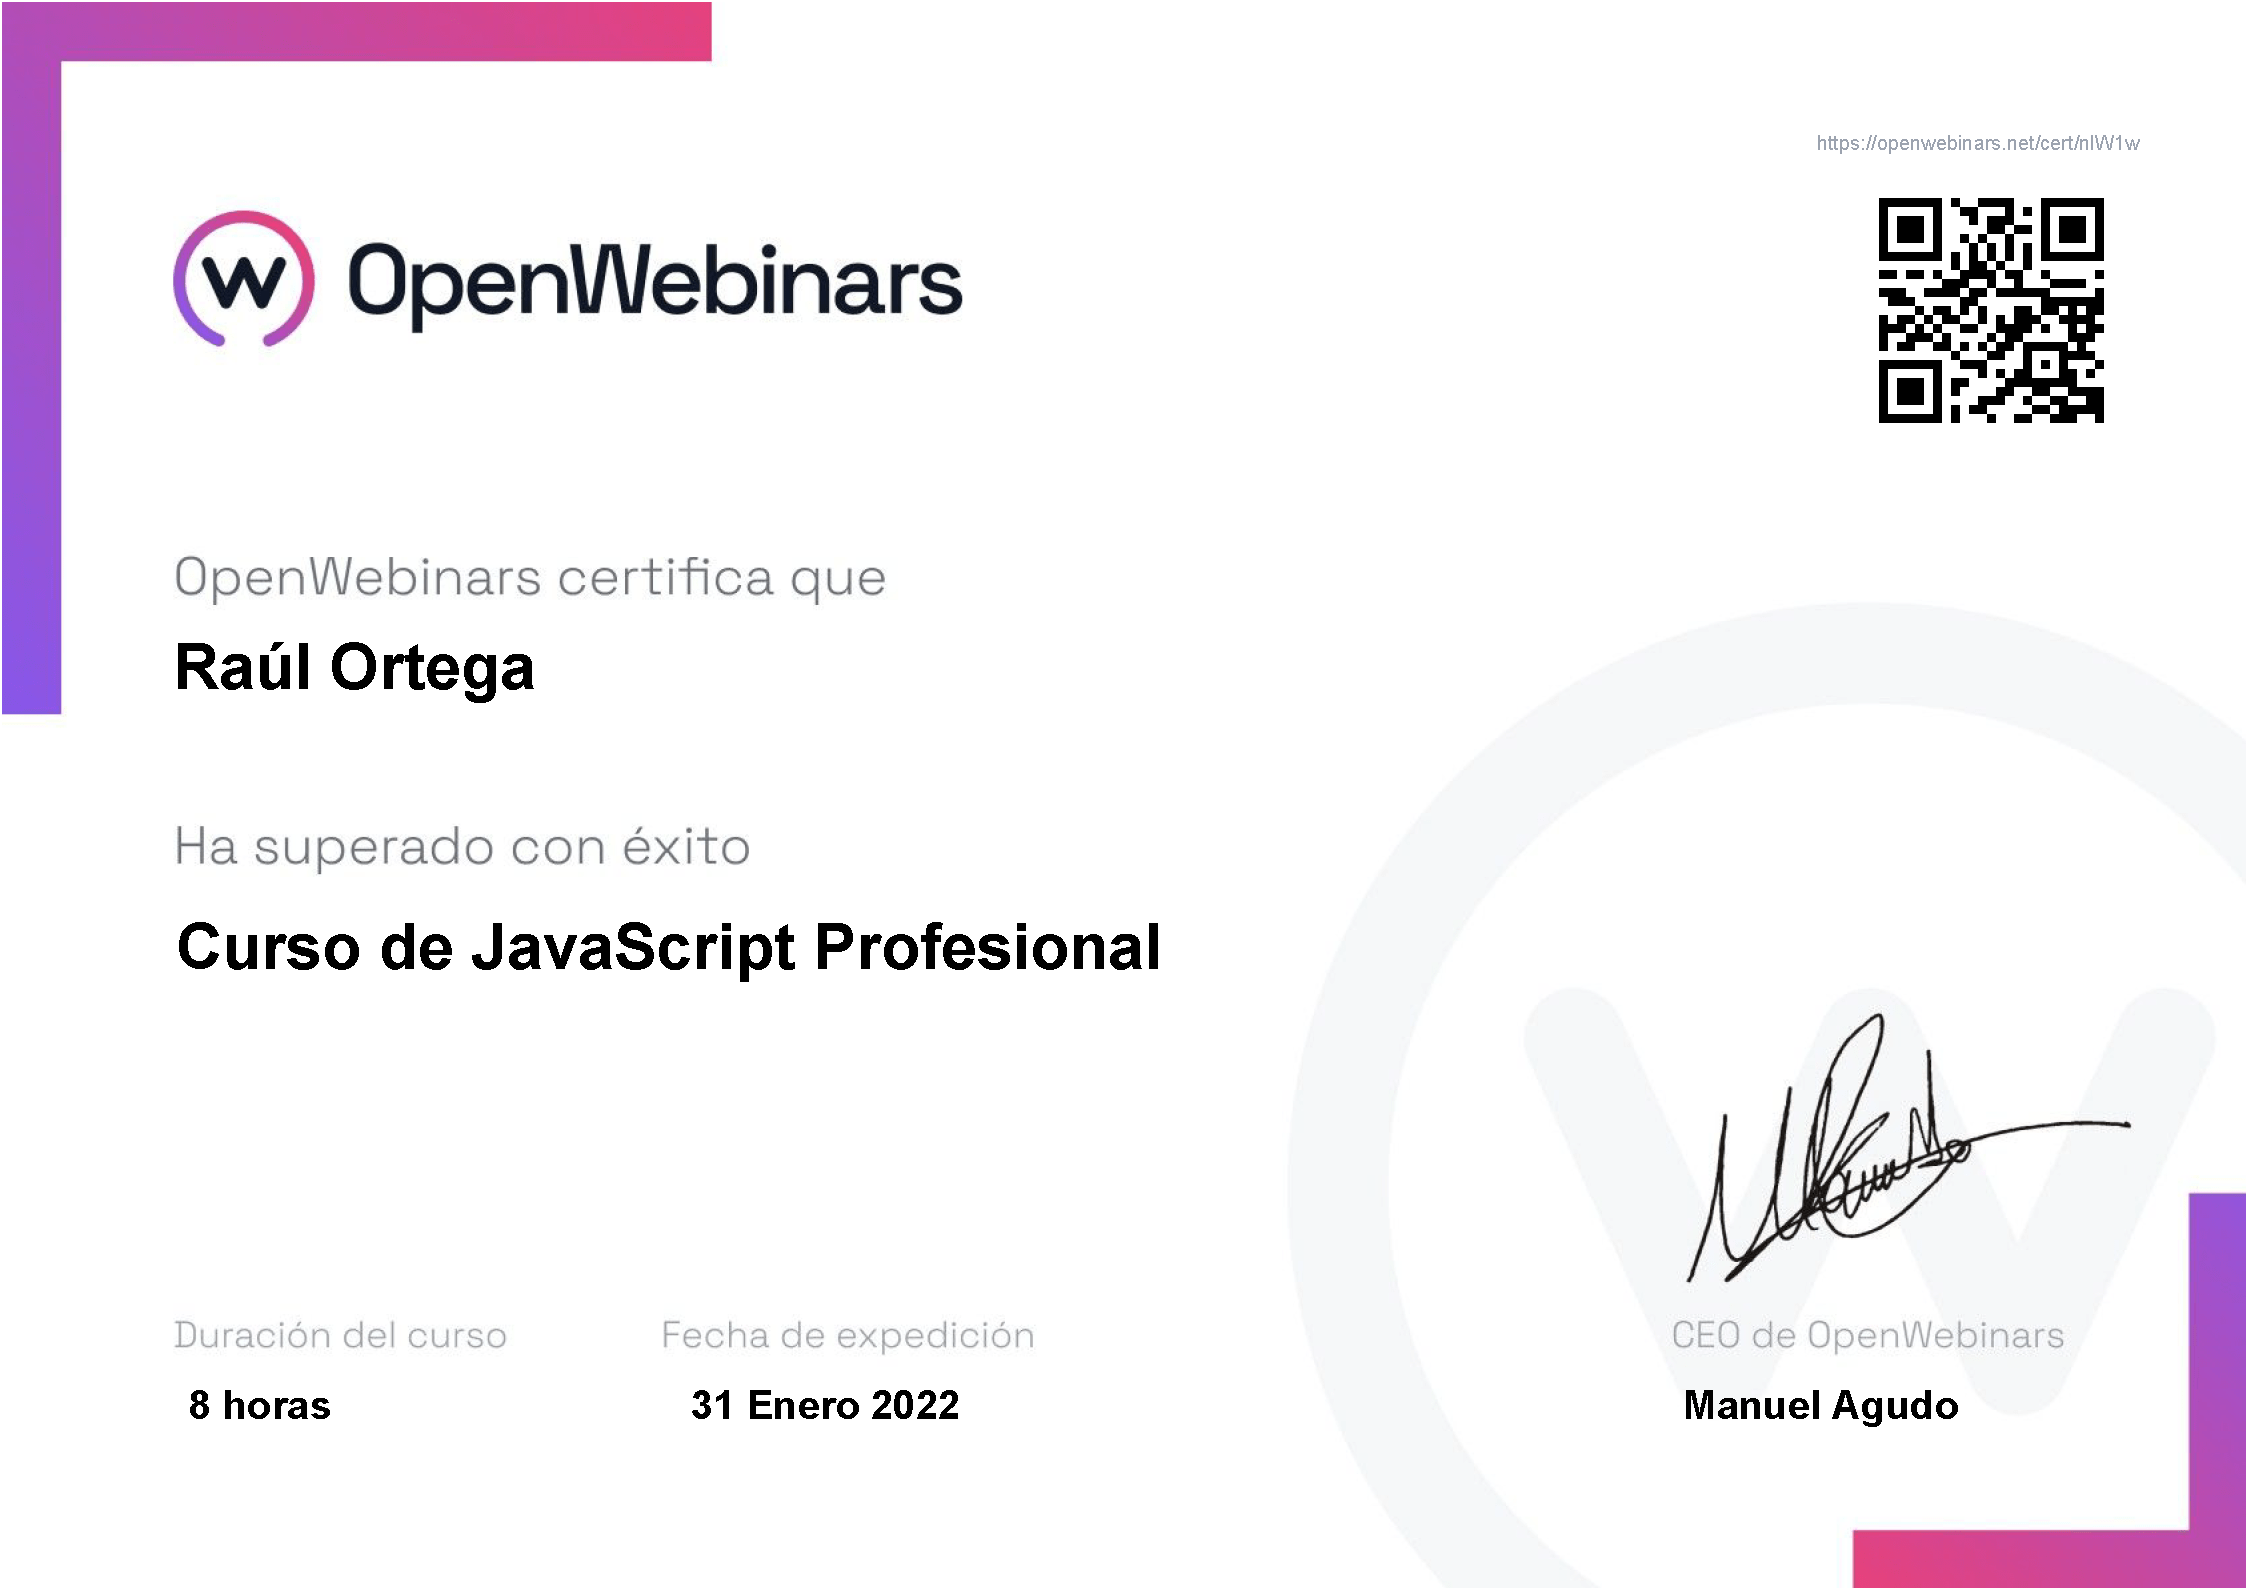 https://openwebinars.net/cert/nlW1w
OpenWebinars
OpenWebinars certifica que
Raúl Ortega
Ha superado con éxito
Curso de JavaScript Profesional
Duración del curso
Fecha de expedición
CEO de OpenWebinars
8 horas
31 Enero 2022
Manuel Agudo